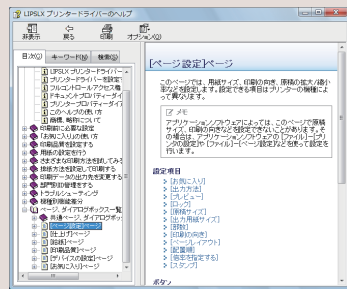 LIPSLX プリンタードライバーのヘルプ
非表示 戻る 印刷 オプション(O)
目次(C) キーワード(N) 検索(S)
LIPSLX プリンタードライバー
プリンタードライバーを設定
フルコントロールアクセス権
ドキュメントプロパティーダイ
プリンタープロパティーダイ
このヘルプの使い方
商標、略称について
印刷前に必要な設定
「お気に入り」の使い方
印刷品質を設定する
用紙の設定を行う
さまざまな印刷方法を試してみる
排紙方法を設定して印刷する
印刷データの出力先を変更する
部門別ID管理をする
トラブルシューティング
機種別機能差分
ページ、ダイアログボックス一覧
共通ページ、ダイアログボッ
[ページ設定]ページ
[仕上げ]ページ
[給紙]ページ
[印刷品質]ページ
[デバイスの設定]ページ
[お気に入り]ページ
[ページ設定]ページ
このページでは、用紙サイズ、印刷の向き、原稿の拡大/縮小
率などを設定します。設定できる項目はプリンターの機種によ
って異なります。
メモ
アプリケーションソフトウェアによっては、このページで原稿
サイズ、印刷の向きなどを設定できないことがあります。そ
の場合は、アプリケーションソフトの[ファイル]-[プリ
ンタの設定]や[ファイル]-[ページ設定]などを使って設定を
行います。
設定項目
> [お気に入り]
> [出力方法]
> [プレビュー]
> [ロック]
> [原稿サイズ]
> [出力用紙サイズ]
> [部数]
> [印刷の向き]
> [ページレイアウト]
> [配置順]
> [倍率を指定する]
> [スタンプ]
ボタン